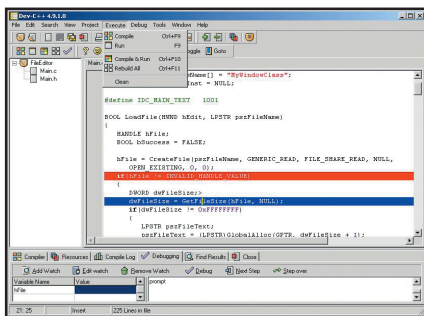 Dev-C++ 4.9.1.0
File Edit Search View Project Execute Debug Tools Window Help
Compile Ctrl+F9
Run F9
Compile & Run Ctrl+F10
Rebuild All Ctrl+F11
Clean
Toggle Goto
FileEditor
Main.c
Main.h
Name[] = "MyWindowClass";
Inst = NULL;
#define IDC_MAIN_TEXT 1001
BOOL LoadFile(HWND hEdit, LPSTR pszFileName)
{
HANDLE hFile;
BOOL bSuccess = FALSE;
hFile = CreateFile(pszFileName, GENERIC_READ, FILE_SHARE_READ, NULL,
OPEN_EXISTING, 0, 0);
if(hFile != INVALID_HANDLE_VALUE)
{
DWORD dwFileSize;>
dwFileSize = GetFileSize(hFile, NULL);
if(dwFileSize != 0xFFFFFFFF)
{
LPSTR pszFileText;
pszFileText = (LPSTR)GlobalAlloc(GPTR, dwFileSize + 1);
Compiler Resources Compile Log Debugging Find Results Close
Add Watch Edit watch Remove Watch Debug Next Step Step over
Variable Name Value prompt
hFile
21: 25 Insert 225 Lines in file